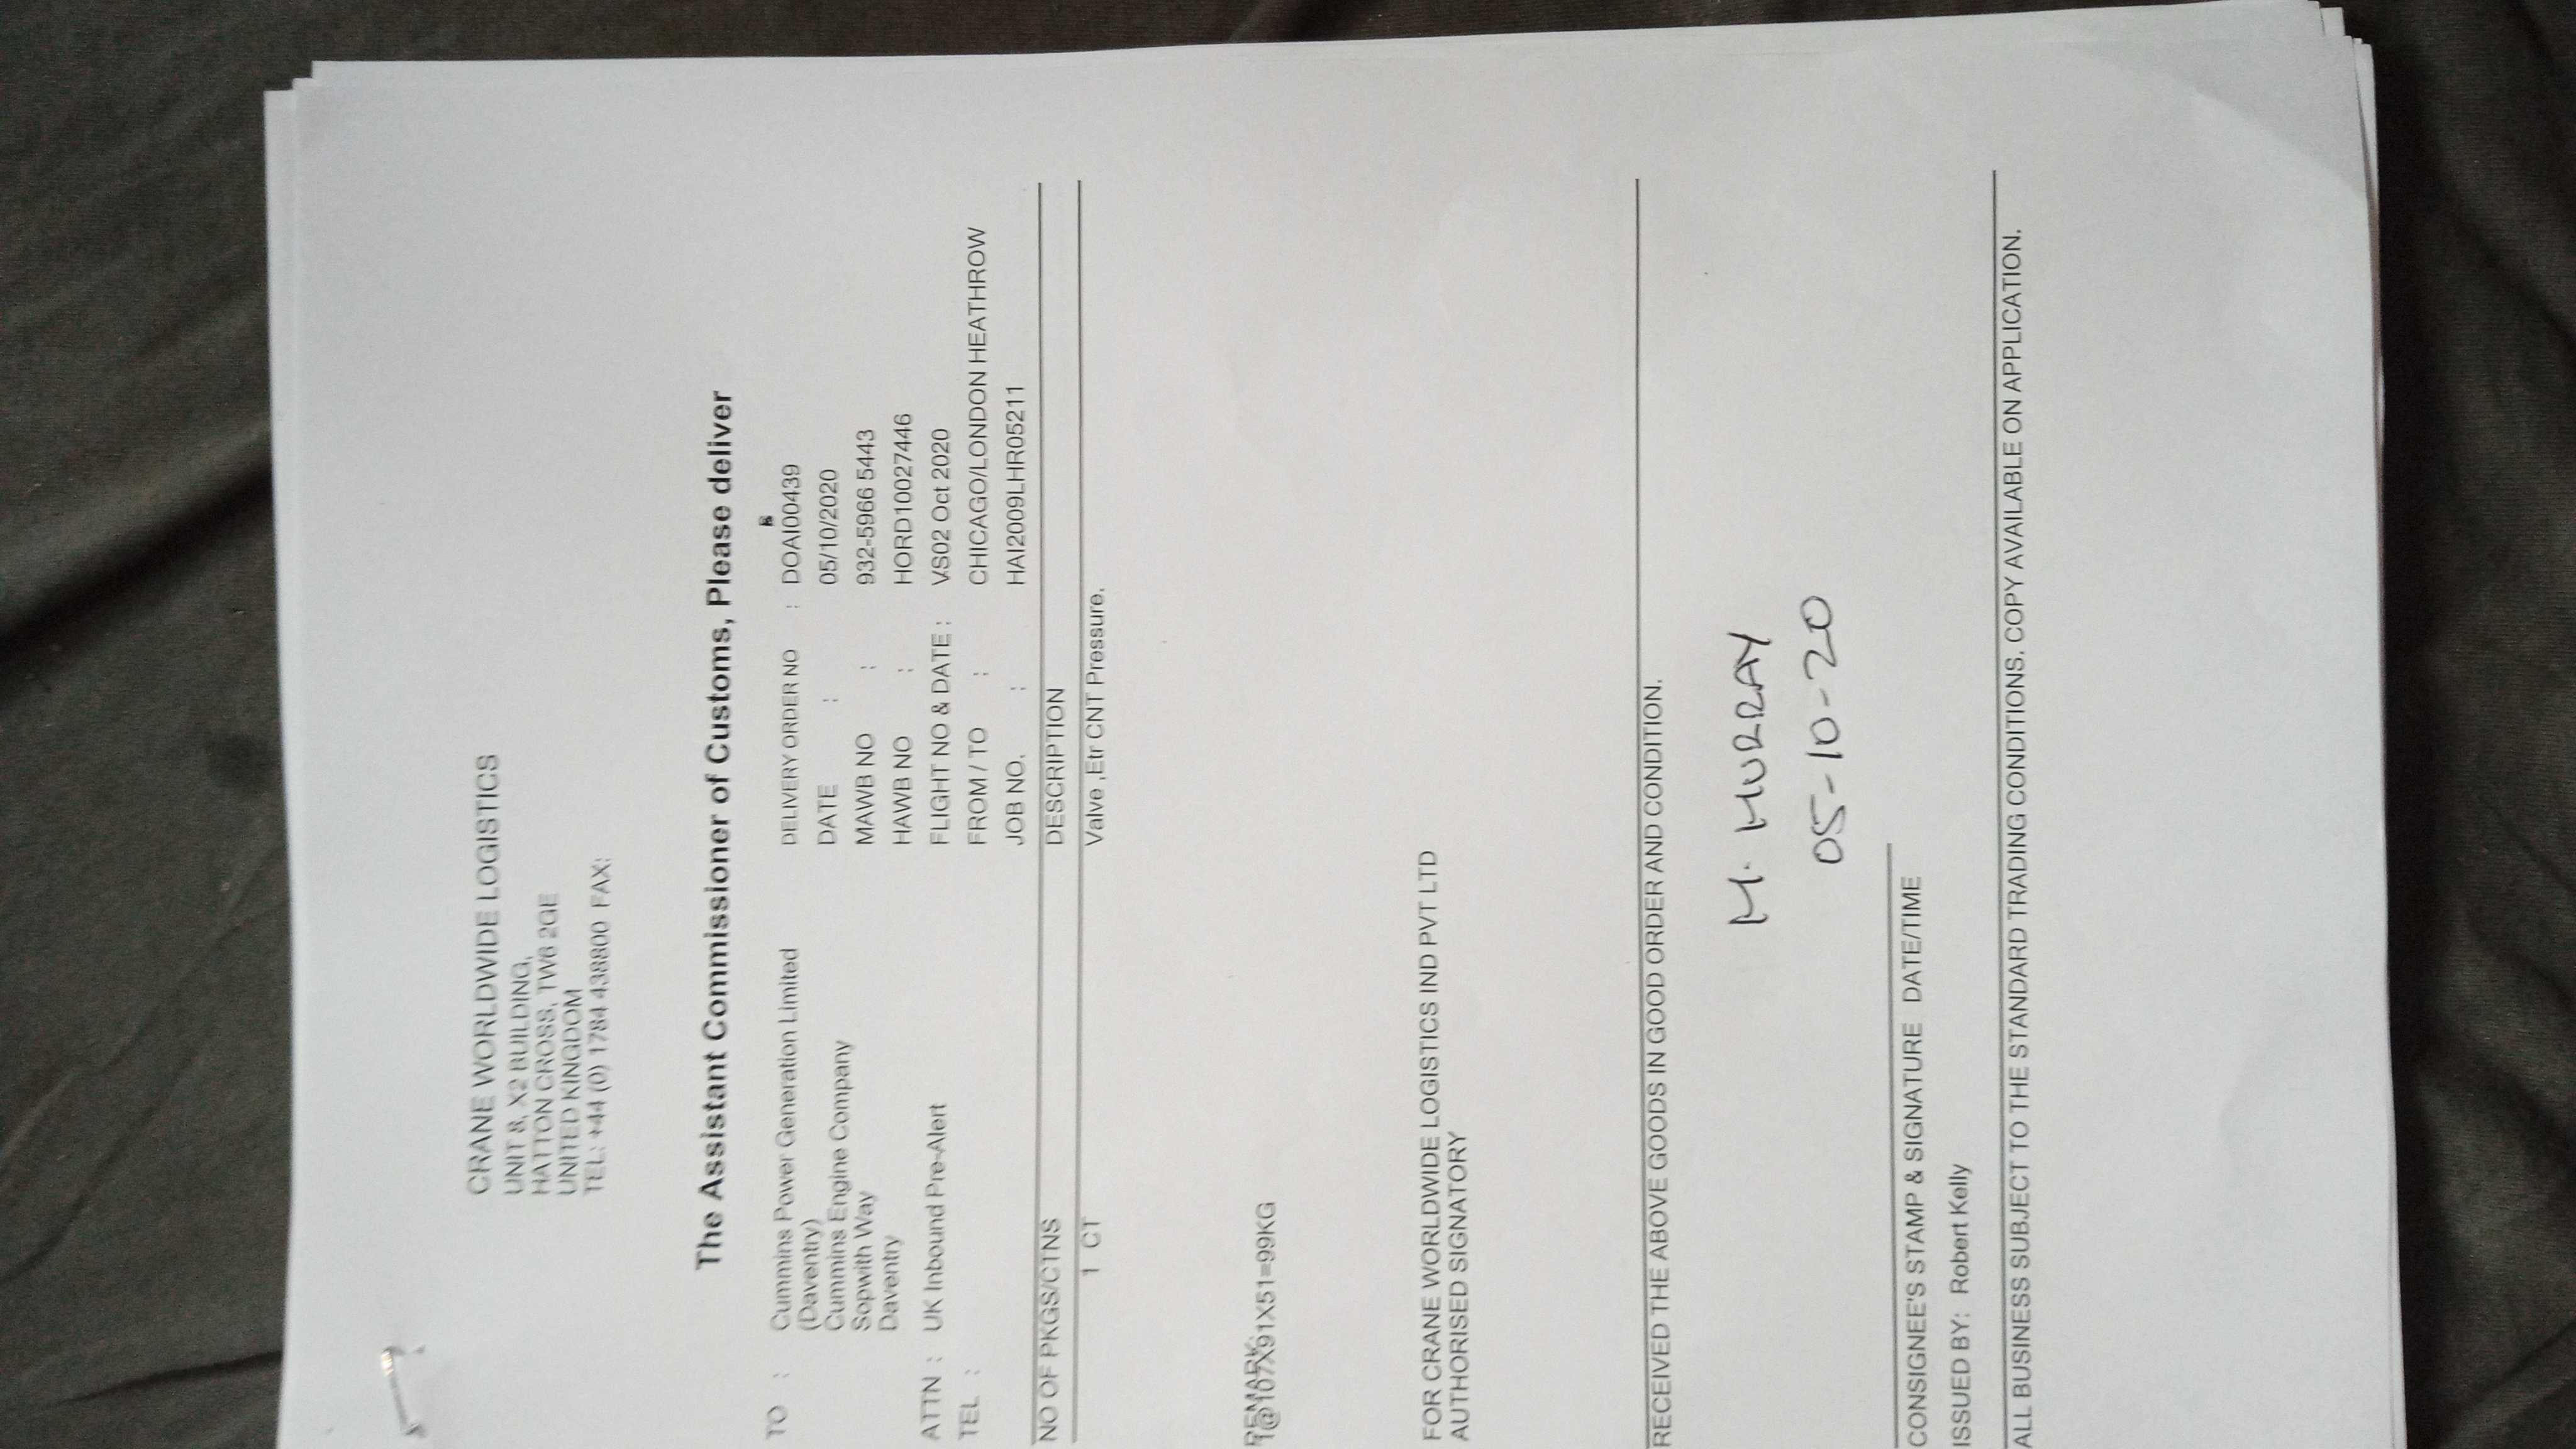 CRANE WORLDWIDE LOGISTICS
UNIT 8, X2 BUILDING,
HATTON CROSS, TW6 2GE
UNITED KINGDOM
TEL: +44 (0) 1784 438800 FAX:
The Assistant Commissioner of Customs, Please deliver
TO : Cummins Power Generation Limited
(Daventry)
Cummins Engine Company
Sopwith Way
Daventry
ATTN : UK Inbound Pre-Alert
TEL :
DELIVERY ORDER NO : DOAI00439
DATE : 05/10/2020
MAWB NO : 932-5966 5443
HAWB NO : HORD10027446
FLIGHT NO & DATE : VS02 Oct 2020
FROM / TO : CHICAGO/LONDON HEATHROW
JOB NO. : HAI2009LHR05211
NO OF PKGS/CTNS DESCRIPTION
1 CT Valve ,Etr CNT Pressure.
REMARK:
1@107X91X51=99KG
FOR CRANE WORLDWIDE LOGISTICS IND PVT LTD
AUTHORISED SIGNATORY
RECEIVED THE ABOVE GOODS IN GOOD ORDER AND CONDITION.
M. MURRAY
05-10-20
CONSIGNEE'S STAMP & SIGNATURE DATE/TIME
ISSUED BY: Robert Kelly
ALL BUSINESS SUBJECT TO THE STANDARD TRADING CONDITIONS. COPY AVAILABLE ON APPLICATION.